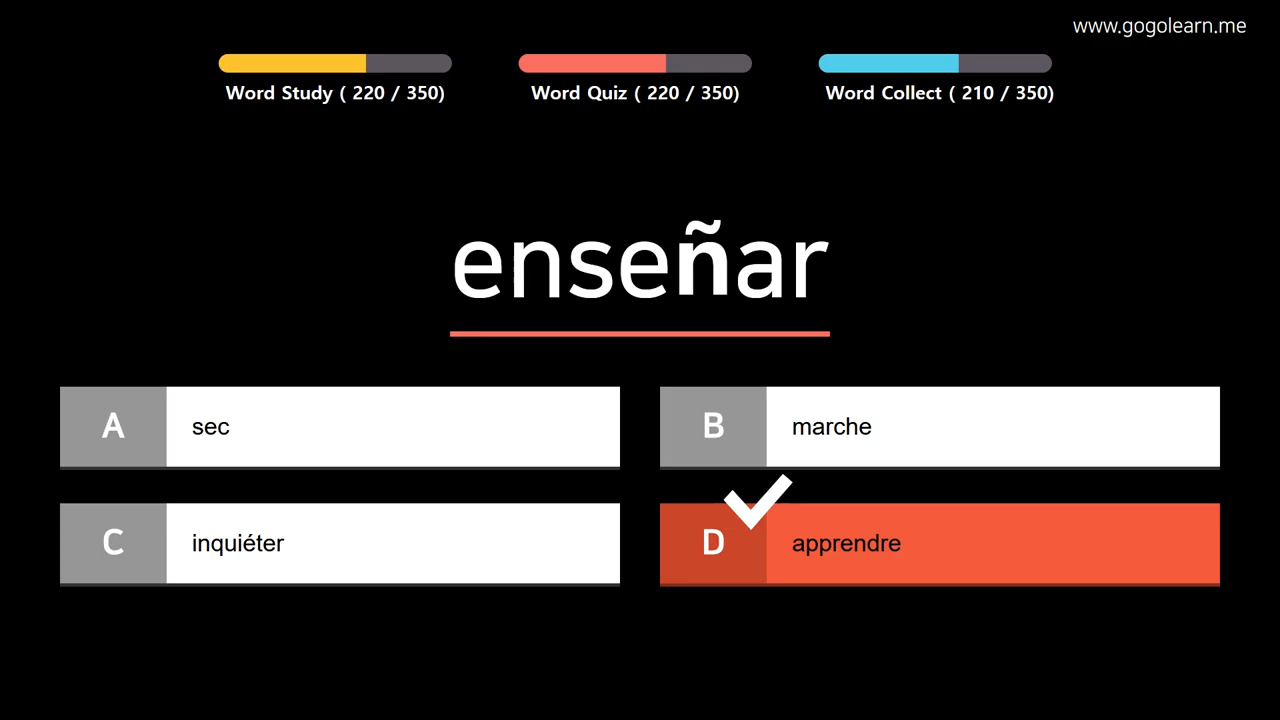 www.gogolearn.me
Word Study ( 220 / 350)
Word Quiz ( 220 / 350)
Word Collect ( 210 / 350)
enseñar
A sec
B marche
C inquiéter
D apprendre